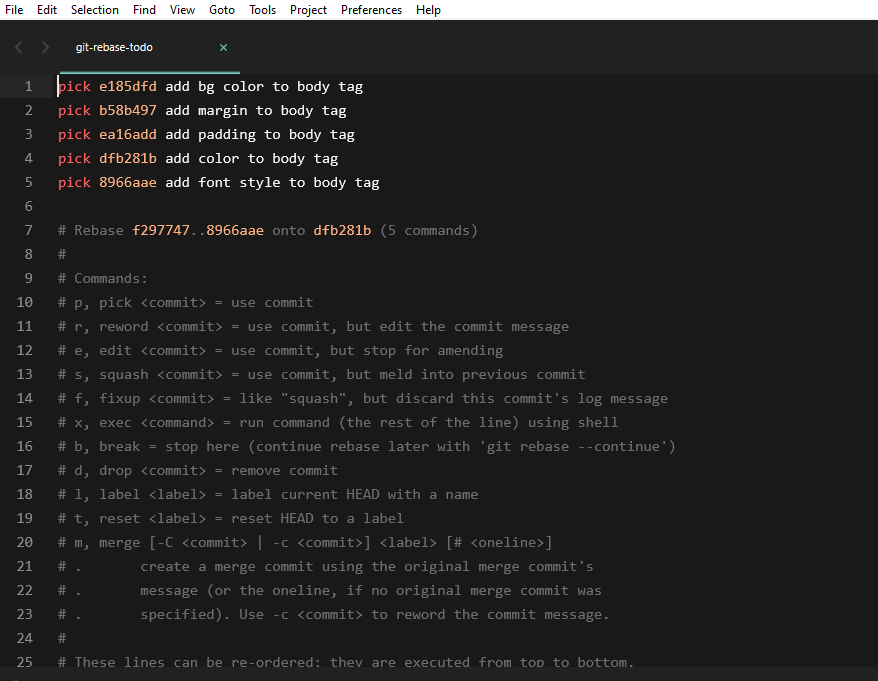 File Edit Selection Find View Goto Tools Project Preferences Help
git-rebase-todo ×
1 pick e185dfd add bg color to body tag
2 pick b58b497 add margin to body tag
3 pick ea16add add padding to body tag
4 pick dfb281b add color to body tag
5 pick 8966aae add font style to body tag
6
7 # Rebase f297747..8966aae onto dfb281b (5 commands)
8 #
9 # Commands:
10 # p, pick <commit> = use commit
11 # r, reword <commit> = use commit, but edit the commit message
12 # e, edit <commit> = use commit, but stop for amending
13 # s, squash <commit> = use commit, but meld into previous commit
14 # f, fixup <commit> = like "squash", but discard this commit's log message
15 # x, exec <command> = run command (the rest of the line) using shell
16 # b, break = stop here (continue rebase later with 'git rebase --continue')
17 # d, drop <commit> = remove commit
18 # l, label <label> = label current HEAD with a name
19 # t, reset <label> = reset HEAD to a label
20 # m, merge [-C <commit> | -c <commit>] <label> [# <oneline>]
21 # .       create a merge commit using the original merge commit's
22 # .       message (or the oneline, if no original merge commit was
23 # .       specified). Use -c <commit> to reword the commit message.
24 #
25 # These lines can be re-ordered; they are executed from top to bottom.